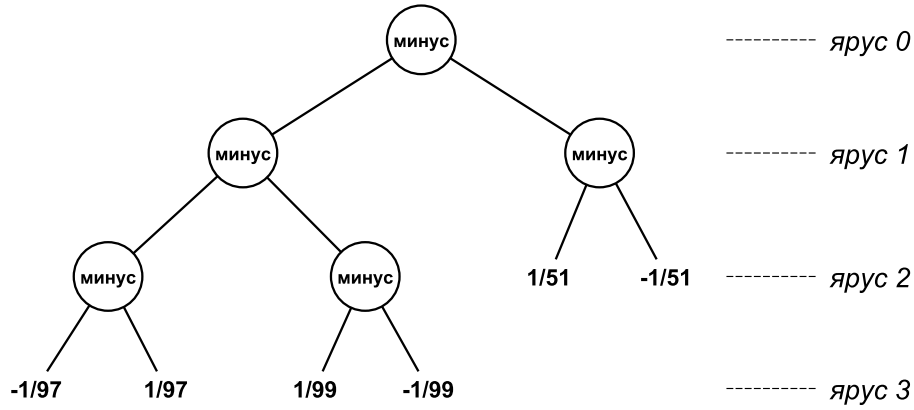 минус
ярус 0
минус
минус
ярус 1
минус
минус
1/51
-1/51
ярус 2
-1/97
1/97
1/99
-1/99
ярус 3